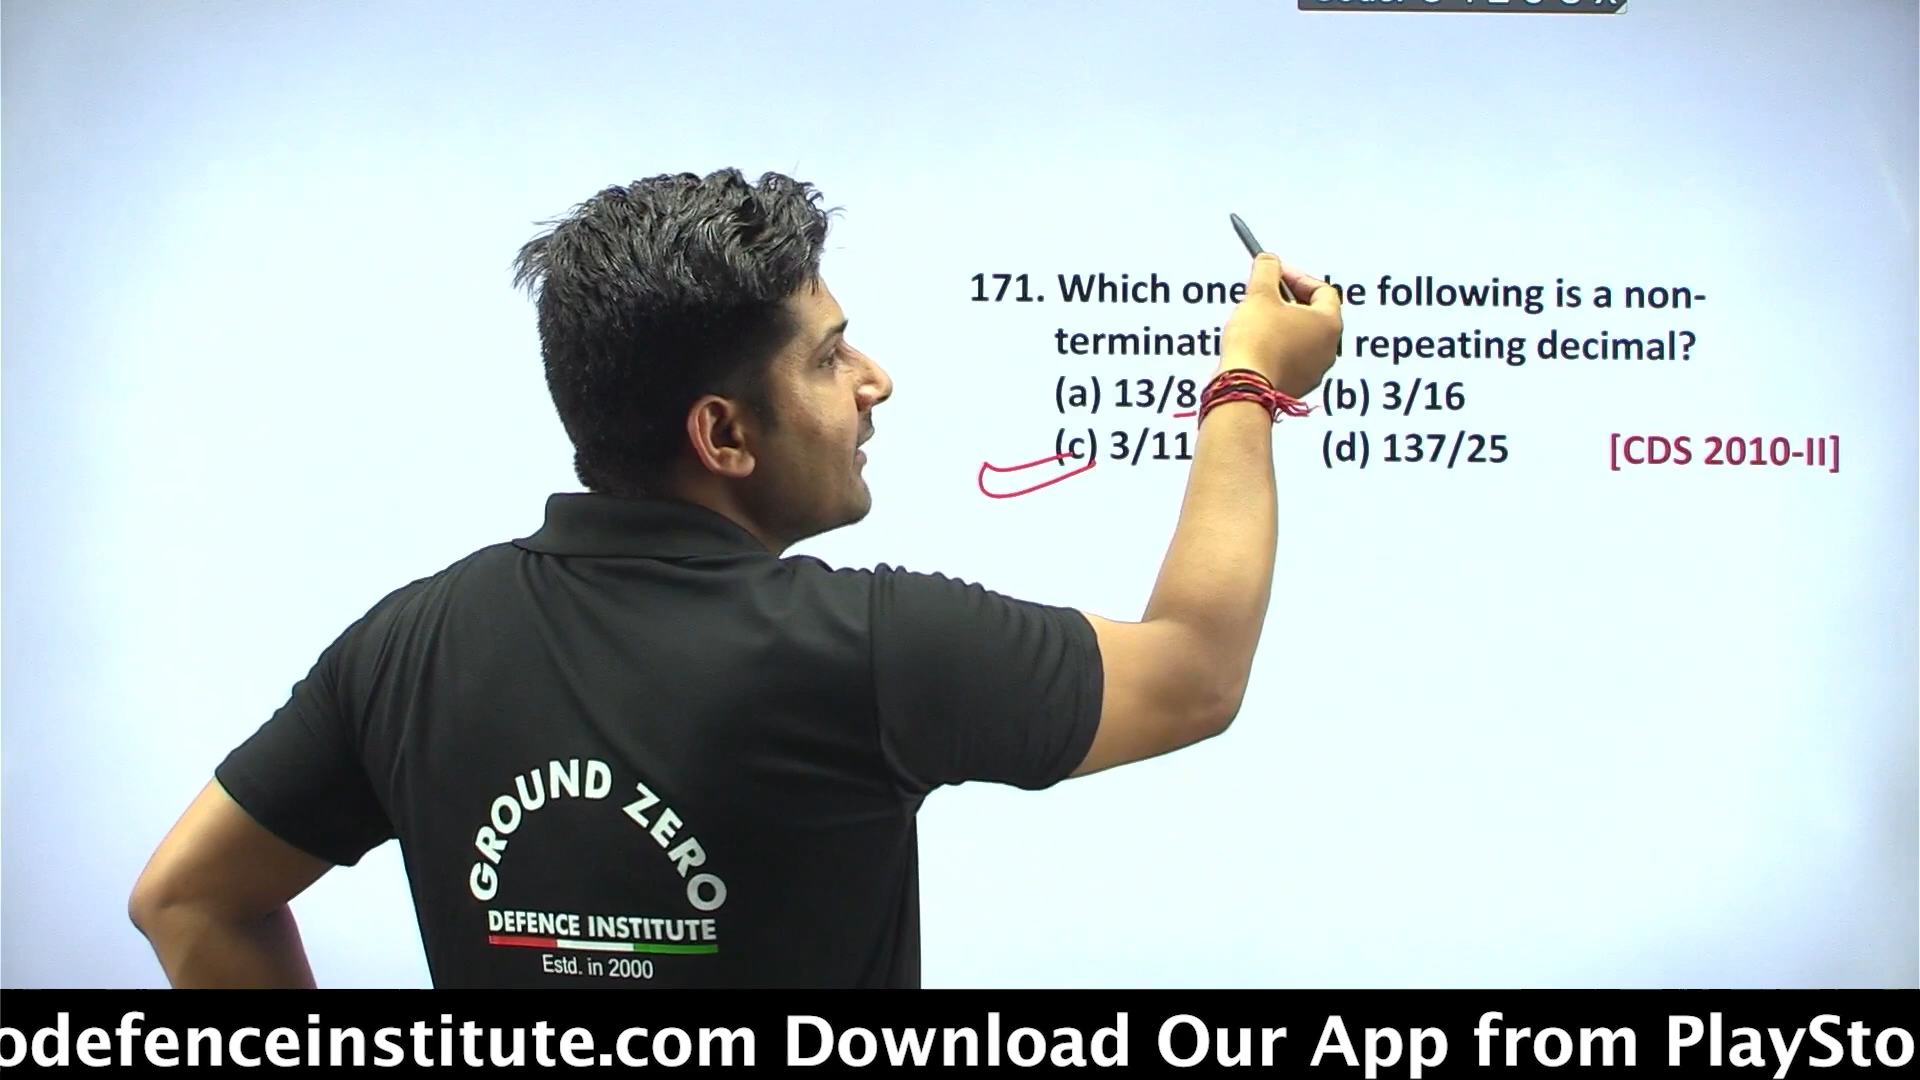 171. Which one he following is a non-
terminati repeating decimal?
(a) 13/8 (b) 3/16
(c) 3/11 (d) 137/25 [CDS 2010-II]
GROUND ZERO
DEFENCE INSTITUTE
Estd. in 2000
odefenceinstitute.com Download Our App from PlaySto